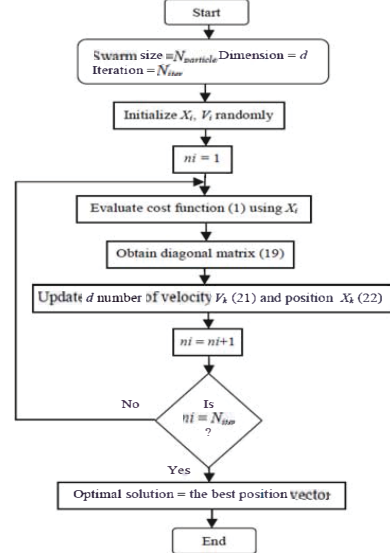 Start
Swarm size = N_particle Dimension = d
Iteration = N_iter
Initialize X_i, V_i randomly
ni = 1
Evaluate cost function (1) using X_i
Obtain diagonal matrix (19)
Update d number of velocity V_k (21) and position X_k (22)
ni = ni+1
No
Is
ni = N_iter
?
Yes
Optimal solution = the best position vector
End